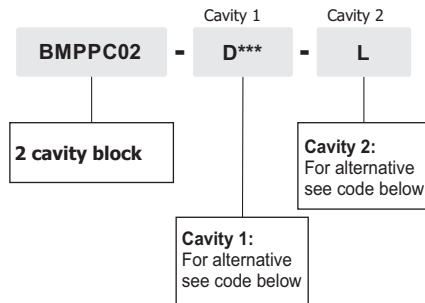 Cavity 1 Cavity 2
BMPPC02 - D*** - L
2 cavity block
Cavity 2:
For alternative
see code below
Cavity 1:
For alternative
see code below